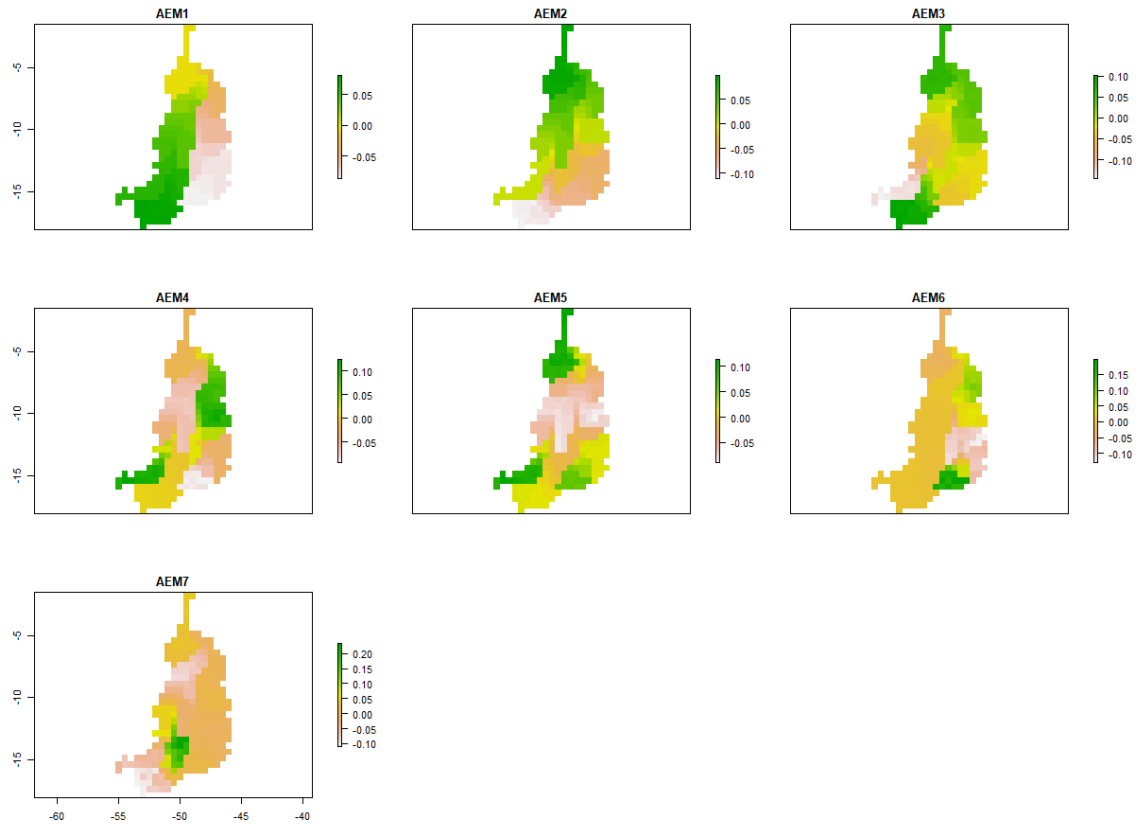 AEM1 AEM2 AEM3
-5 -10 -15
0.05 0.00 -0.05
0.05 0.00 -0.05 -0.10
0.10 0.05 0.00 -0.05 -0.10
AEM4 AEM5 AEM6
-5 -10 -15
0.10 0.05 0.00 -0.05
0.10 0.05 0.00 -0.05
0.15 0.10 0.05 0.00 -0.05 -0.10
AEM7
-5 -10 -15
0.20 0.15 0.10 0.05 0.00 -0.05 -0.10
-60 -55 -50 -45 -40